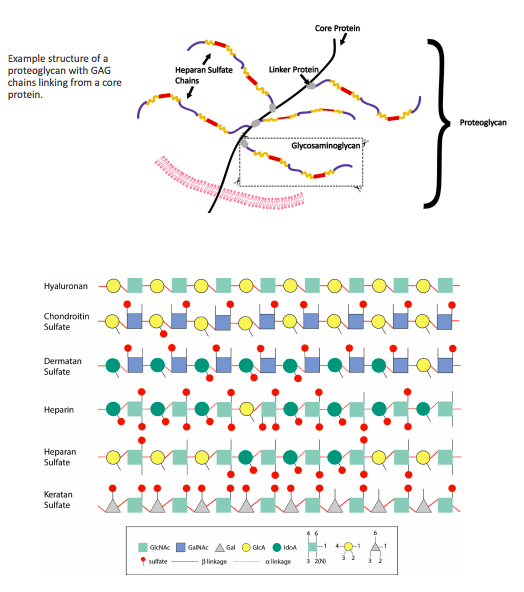 Core Protein
Example structure of a
proteoglycan with GAG
chains linking from a core
protein.
Heparan Sulfate
Chains
Linker Protein
Proteoglycan
Glycosaminoglycan
Hyaluronan
Chondroitin
Sulfate
Dermatan
Sulfate
Heparin
Heparan
Sulfate
Keratan
Sulfate
4 6
6
GlcNAc GalNAc Gal GlcA IdoA
1 4 1 1
sulfate β linkage α linkage
3 2(N) 3 2 3 2